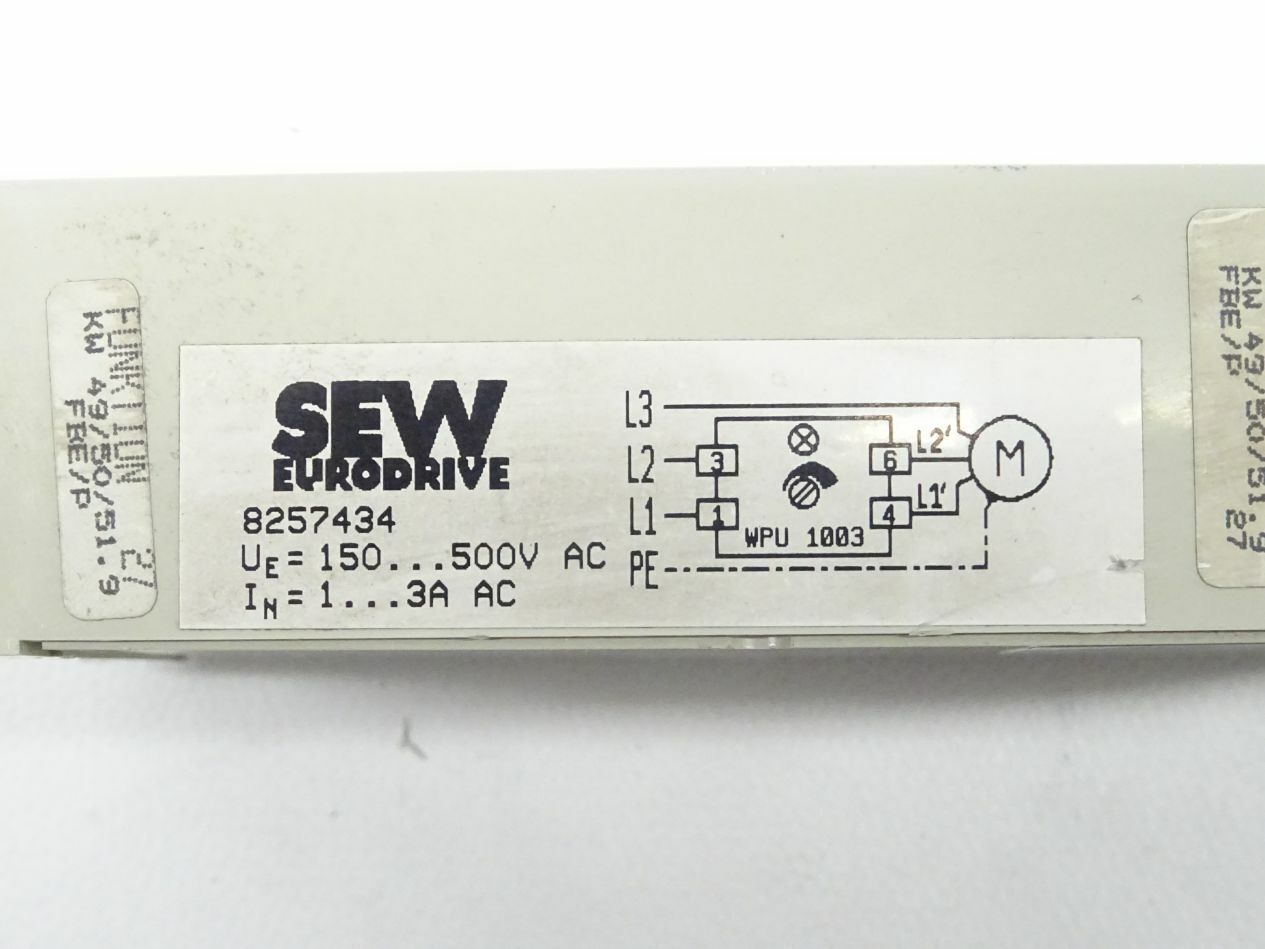 FUNKTION 27
KW 49/50/51.9
FBE/P
SEW
EURODRIVE
8257434
UE= 150...500V AC
IN= 1...3A AC
L3
L2
L1
PE
3
1
6
4
L2'
L1'
M
WPU 1003
KW 49/50/51.9
FBE/P 27